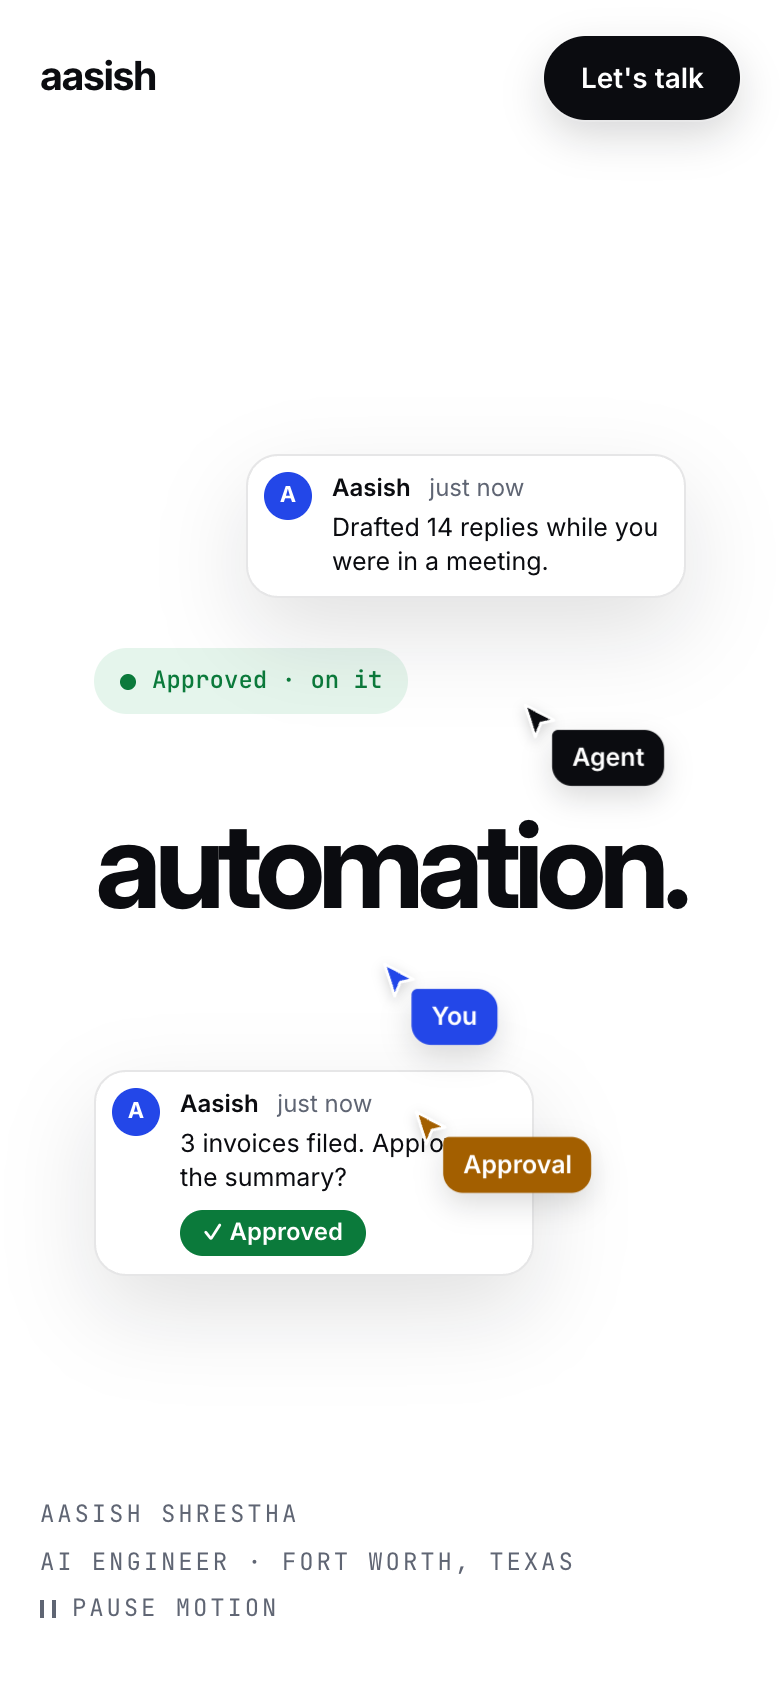 aasish
Let's talk
A
Aasish just now
Drafted 14 replies while you
were in a meeting.
Approved · on it
Agent
automation.
You
A
Aasish just now
3 invoices filed. Appro
the summary?
Approval
✓ Approved
AASISH SHRESTHA
AI ENGINEER · FORT WORTH, TEXAS
PAUSE MOTION